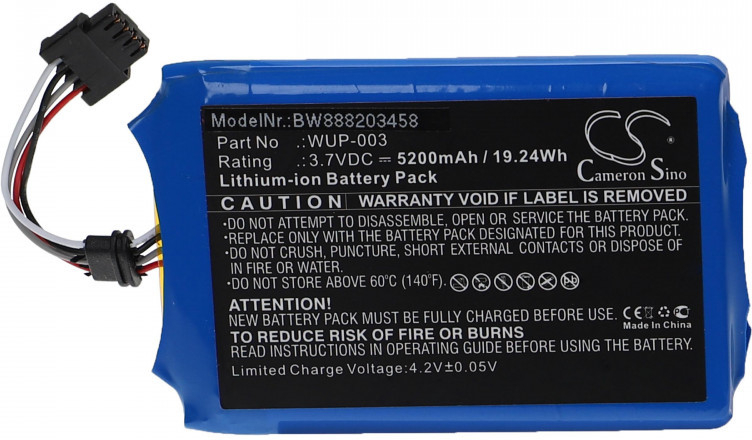 ModelNr.:BW888203458
Part No .:WUP-003
Rating .:3.7VDC = 5200mAh / 19.24Wh
Lithium-ion Battery Pack
CS
Cameron Sino
CAUTION WARRANTY VOID IF LABEL IS REMOVED
•DO NOT ATTEMPT TO DISASSEMBLE, OPEN OR SERVICE THE BATTERY PACK.
•REPLACE ONLY WITH THE BATTERY DESIGNATED FOR THIS PRODUCT.
•DO NOT CRUSH, PUNCTURE, SHORT EXTERNAL CONTACTS OR DISPOSE OF
IN FIRE OR WATER.
•DO NOT STORE ABOVE 60°C (140°F).
ATTENTION:
NEW BATTERY PACK MUST BE FULLY CHARGED BEFORE USE.
TO REDUCE RISK OF FIRE OR BURNS
READ INSTRUCTIONS IN OPERATING GUIDE BEFORE USING THE BATTERY.
Limited Charge Voltage:4.2V±0.05V
CE
Made In China